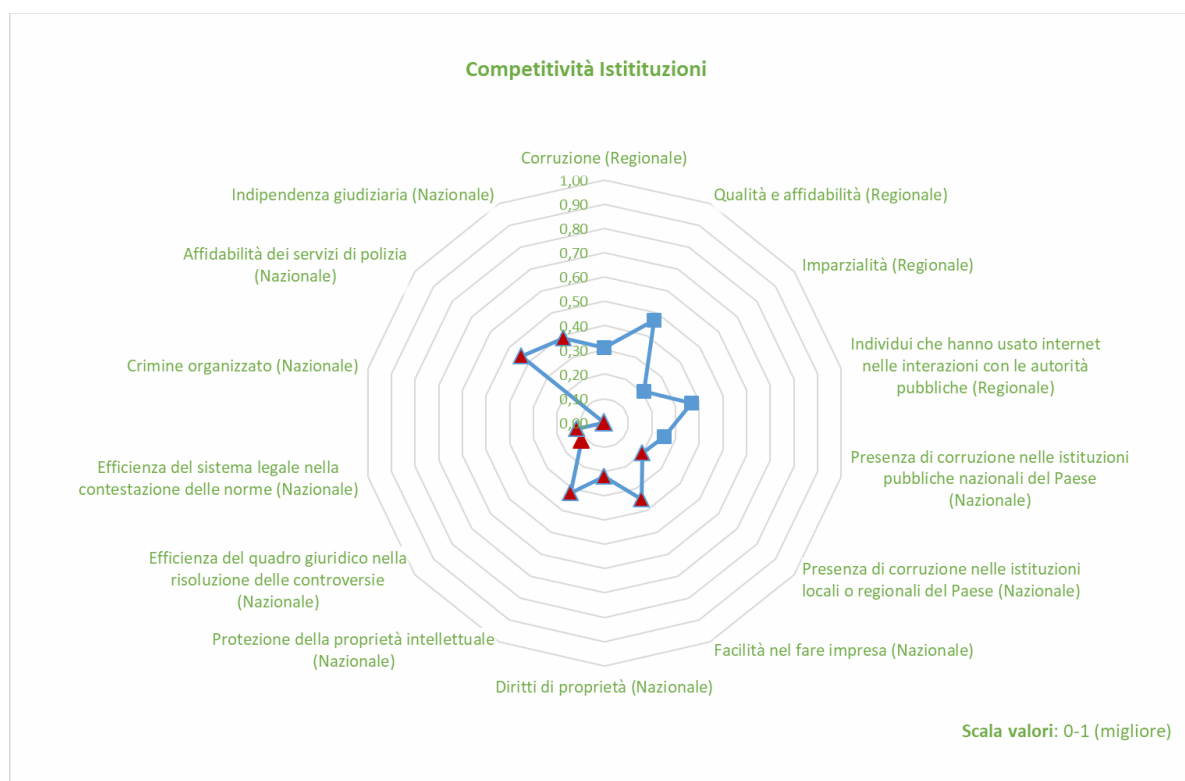 Competitività Istitituzioni
Corruzione (Regionale)
1,00
0,90
0,80
0,70
0,60
0,50
0,40
0,30
0,20
0,10
0,00
Qualità e affidabilità (Regionale)
Imparzialità (Regionale)
Individui che hanno usato internet
nelle interazioni con le autorità
pubbliche (Regionale)
Presenza di corruzione nelle istituzioni
pubbliche nazionali del Paese
(Nazionale)
Presenza di corruzione nelle istituzioni
locali o regionali del Paese (Nazionale)
Facilità nel fare impresa (Nazionale)
Diritti di proprietà (Nazionale)
Protezione della proprietà intellettuale
(Nazionale)
Efficienza del quadro giuridico nella
risoluzione delle controversie
(Nazionale)
Efficienza del sistema legale nella
contestazione delle norme (Nazionale)
Crimine organizzato (Nazionale)
Affidabilità dei servizi di polizia
(Nazionale)
Indipendenza giudiziaria (Nazionale)
Scala valori: 0-1 (migliore)